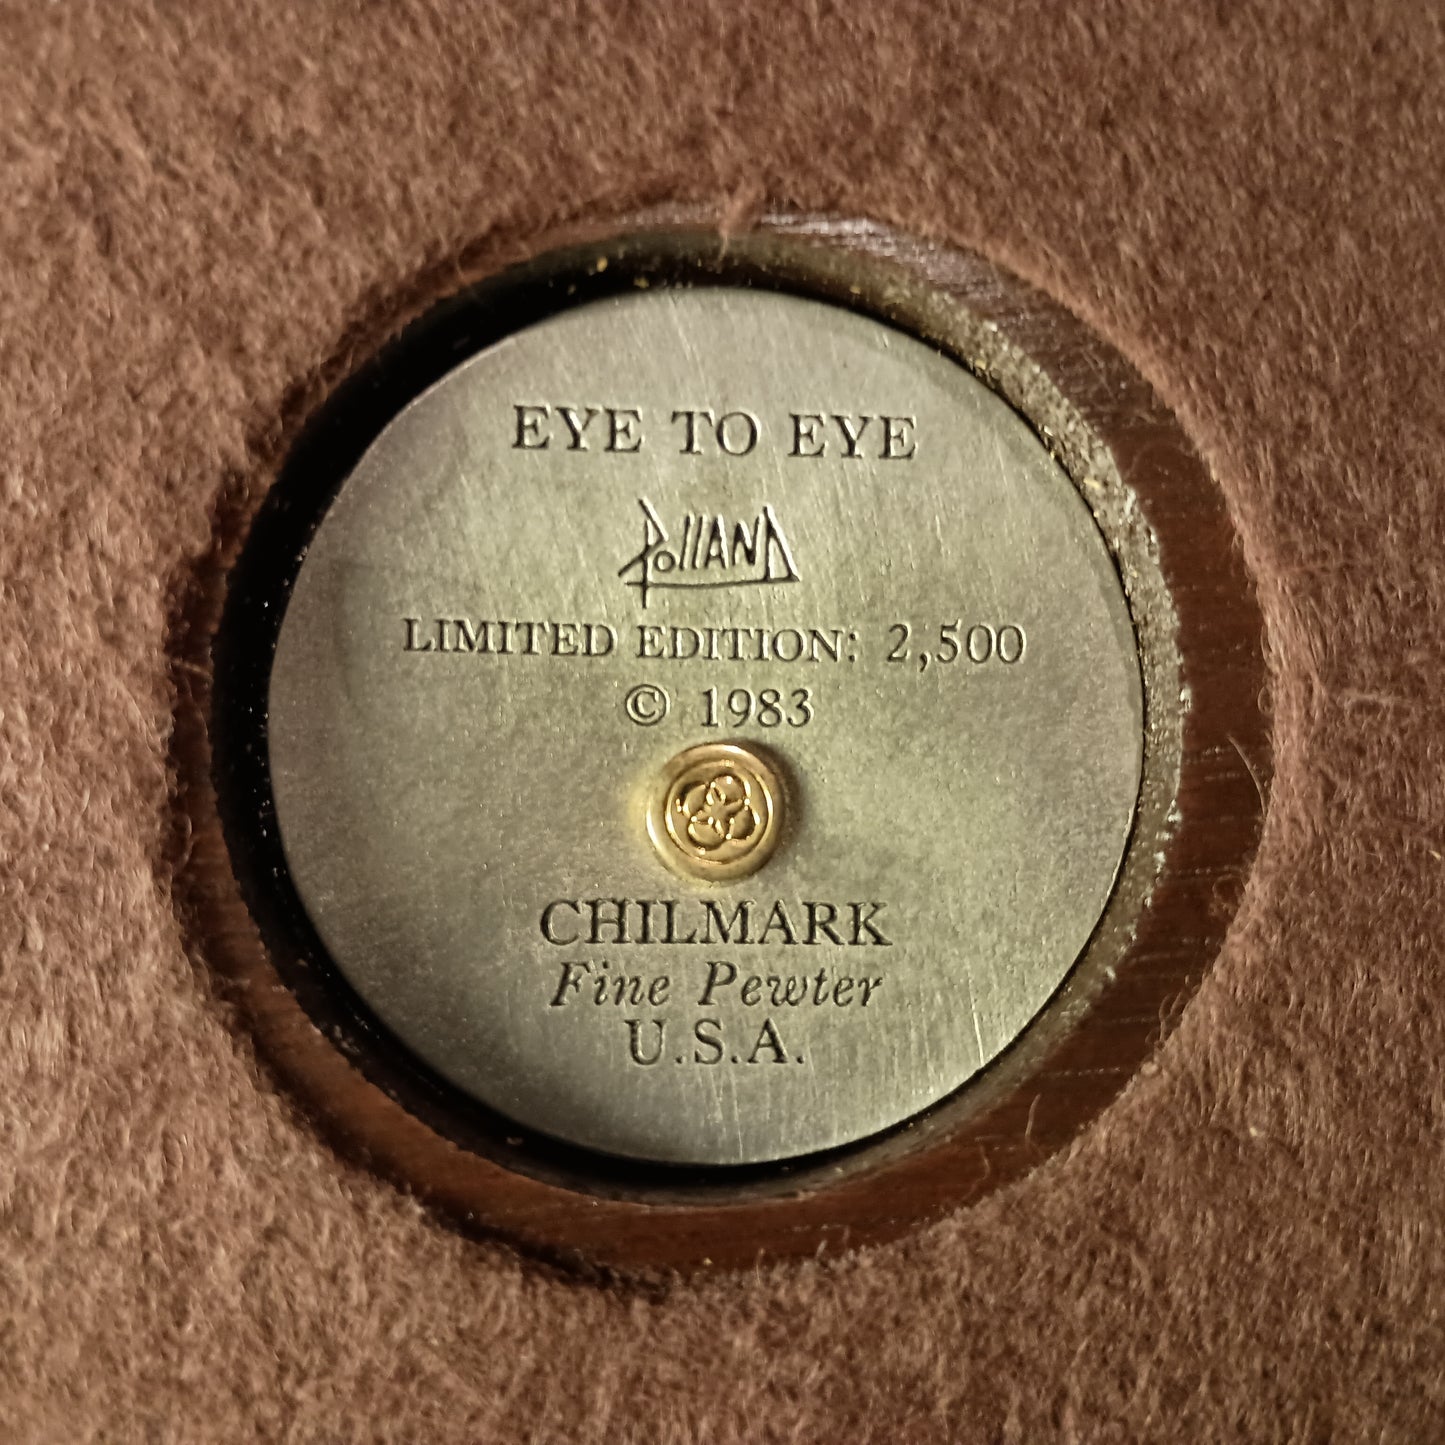 EYE TO EYE
POllANd
LIMITED EDITION: 2,500
© 1983
CHILMARK
Fine Pewter
U.S.A.